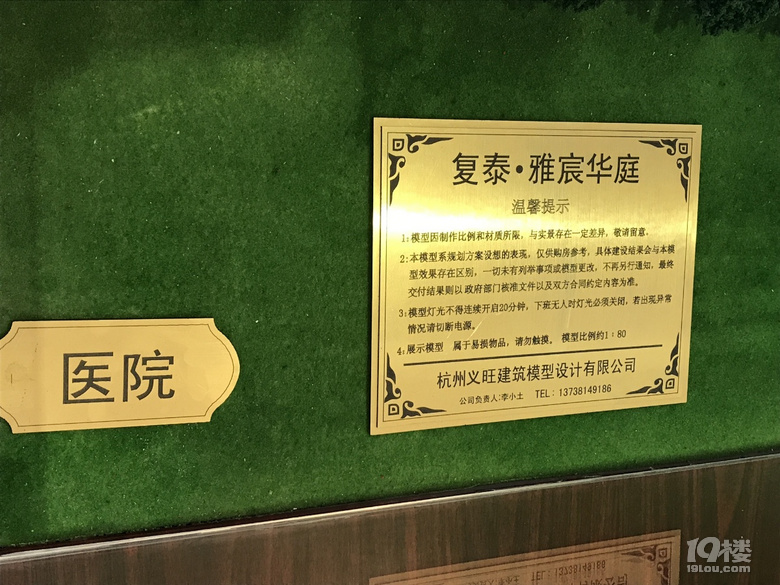 复泰·雅宸华庭
温馨提示
1：模型因制作比例和材质所限，与实景存在一定差异，敬请留意。
2：本模型系规划方案设想的表现，仅供购房参考，具体建设结果会与本模
型效果存在区别，一切未有列举事项或模型更改，不再另行通知，最终
交付结果则以政府部门核准文件以及双方合同约定内容为准。
3：模型灯光不得连续开启20分钟，下班无人时灯光必须关闭，若出现异常
情况请切断电源。
4：展示模型 属于易损物品，请勿触摸。 模型比例约1：80
杭州义旺建筑模型设计有限公司
公司负责人:李小土 TEL：13738149186
医院
19楼
19lou.com